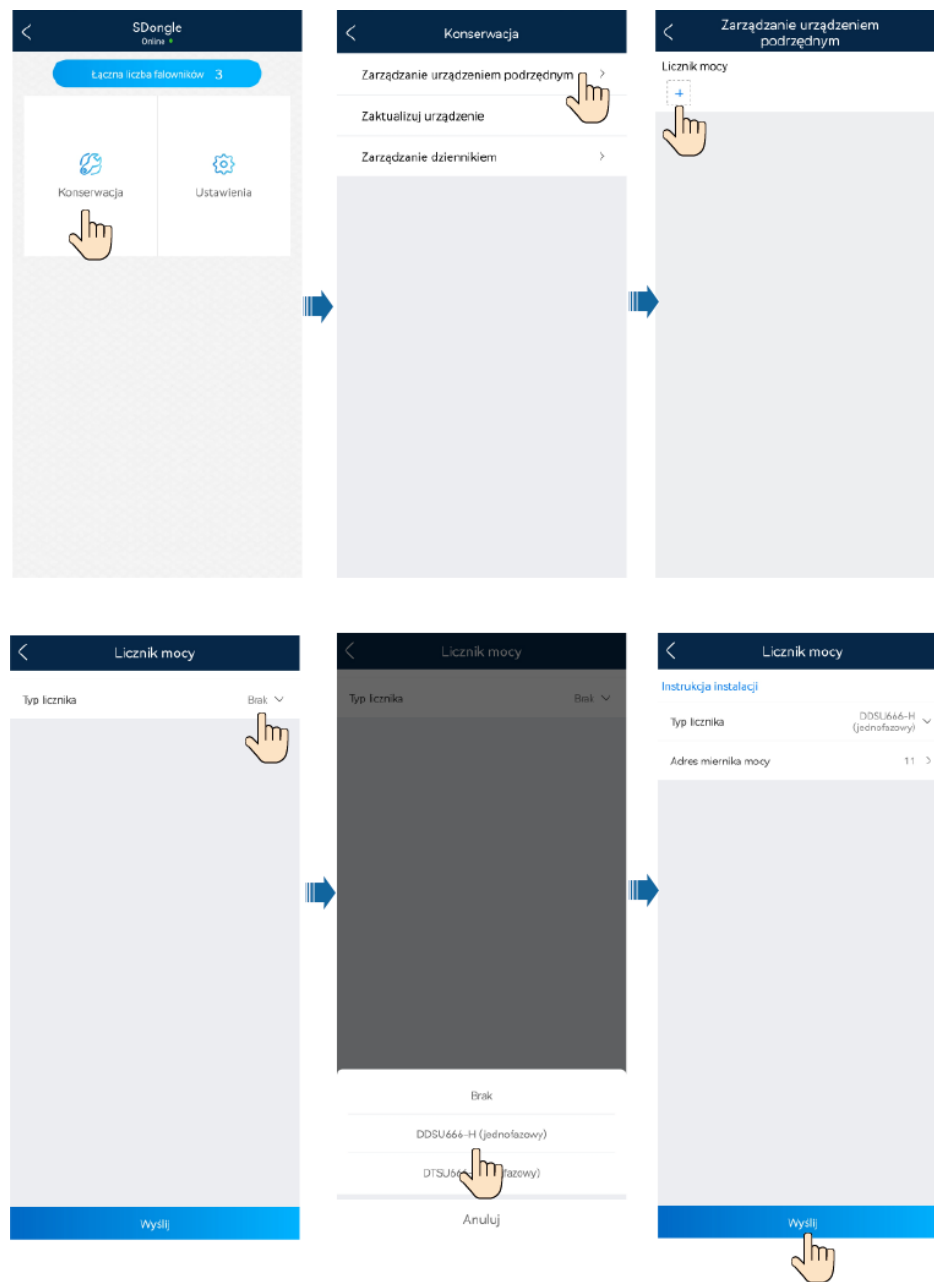 SDongle
Online
Łączna liczba falowników 3
Konserwacja
Ustawienia
Konserwacja
Zarządzanie urządzeniem podrzędnym
Zaktualizuj urządzenie
Zarządzanie dziennikiem
Zarządzanie urządzeniem
podrzędnym
Licznik mocy
+
Licznik mocy
Typ licznika Brak
Wyślij
Licznik mocy
Typ licznika Brak
Brak
DDSU666-H (jednofazowy)
Anuluj
Licznik mocy
Instrukcja instalacji
Typ licznika DDSU666-H
(jednofazowy)
Adres miernika mocy 11
Wyślij